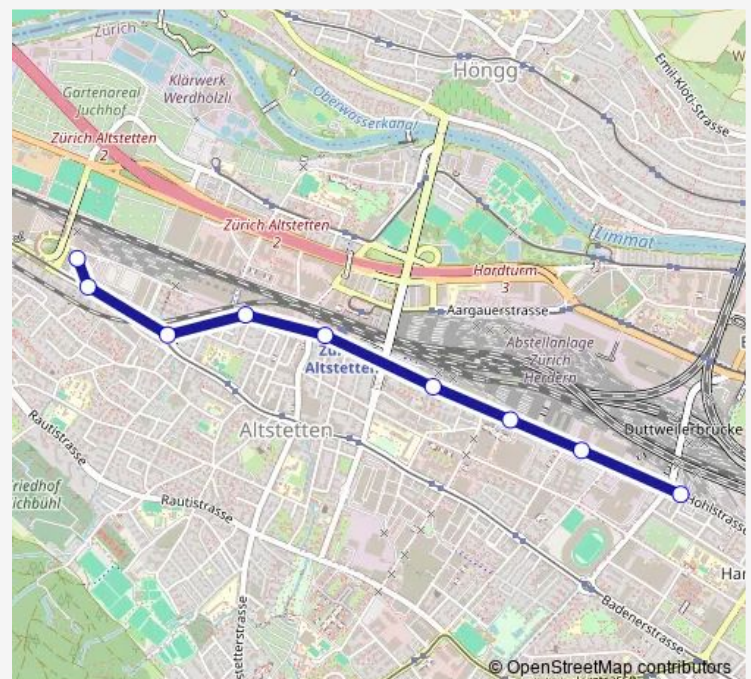 Zürich
Höngg
Emil-Klöti-Strasse
Klärwerk
Werdhölzli
Gartenareal
Juchhof
Oberwasserkanal
Zürich Altstetten
2
Zürich Altstetten
2
Limmat
Hardturm
3
Aargauerstrasse
Abstellanlage
Zürich
Herdern
Altstetten
Altstetten
Duttweilerbrücke
Rautistrasse
Rautistrasse
Hohlstrasse
Badenerstrasse
© OpenStreetMap contributors